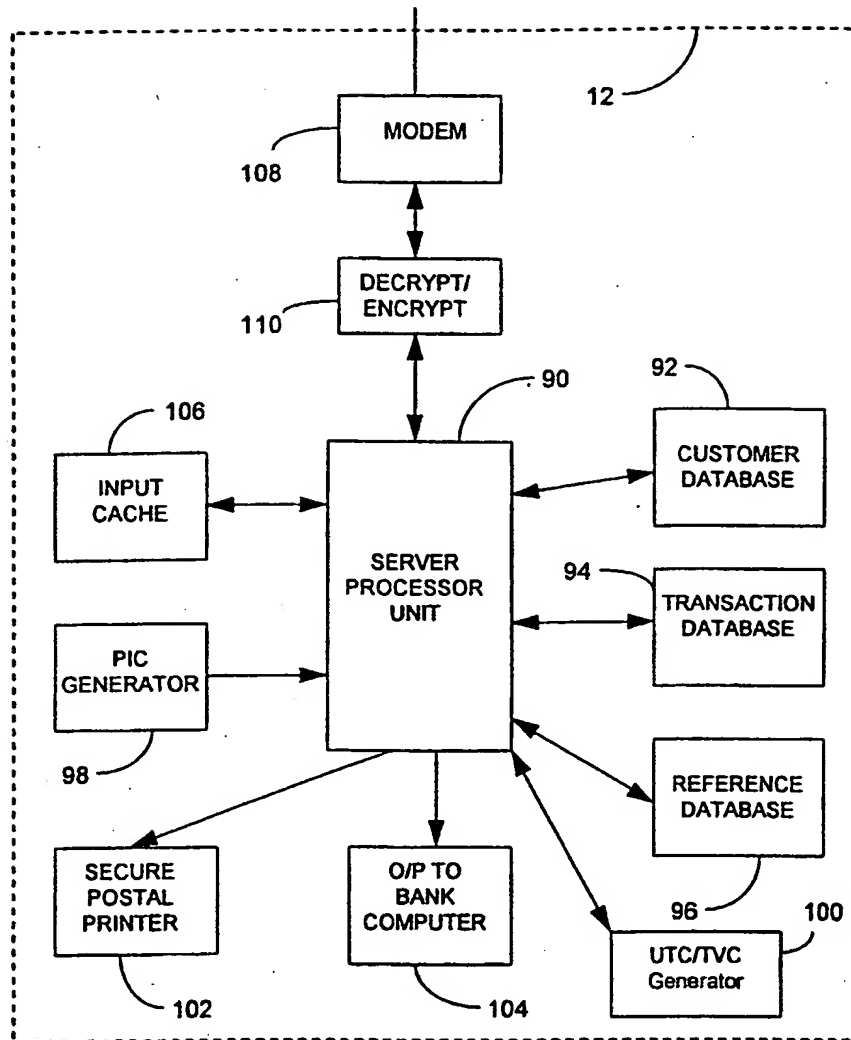 12
MODEM
108
DECRYPT/
ENCRYPT
110
90
92
106
INPUT
CACHE
CUSTOMER
DATABASE
SERVER
PROCESSOR
UNIT
94
TRANSACTION
DATABASE
PIC
GENERATOR
98
REFERENCE
DATABASE
SECURE
POSTAL
PRINTER
O/P TO
BANK
COMPUTER
96
100
UTC/TVC
Generator
102
104